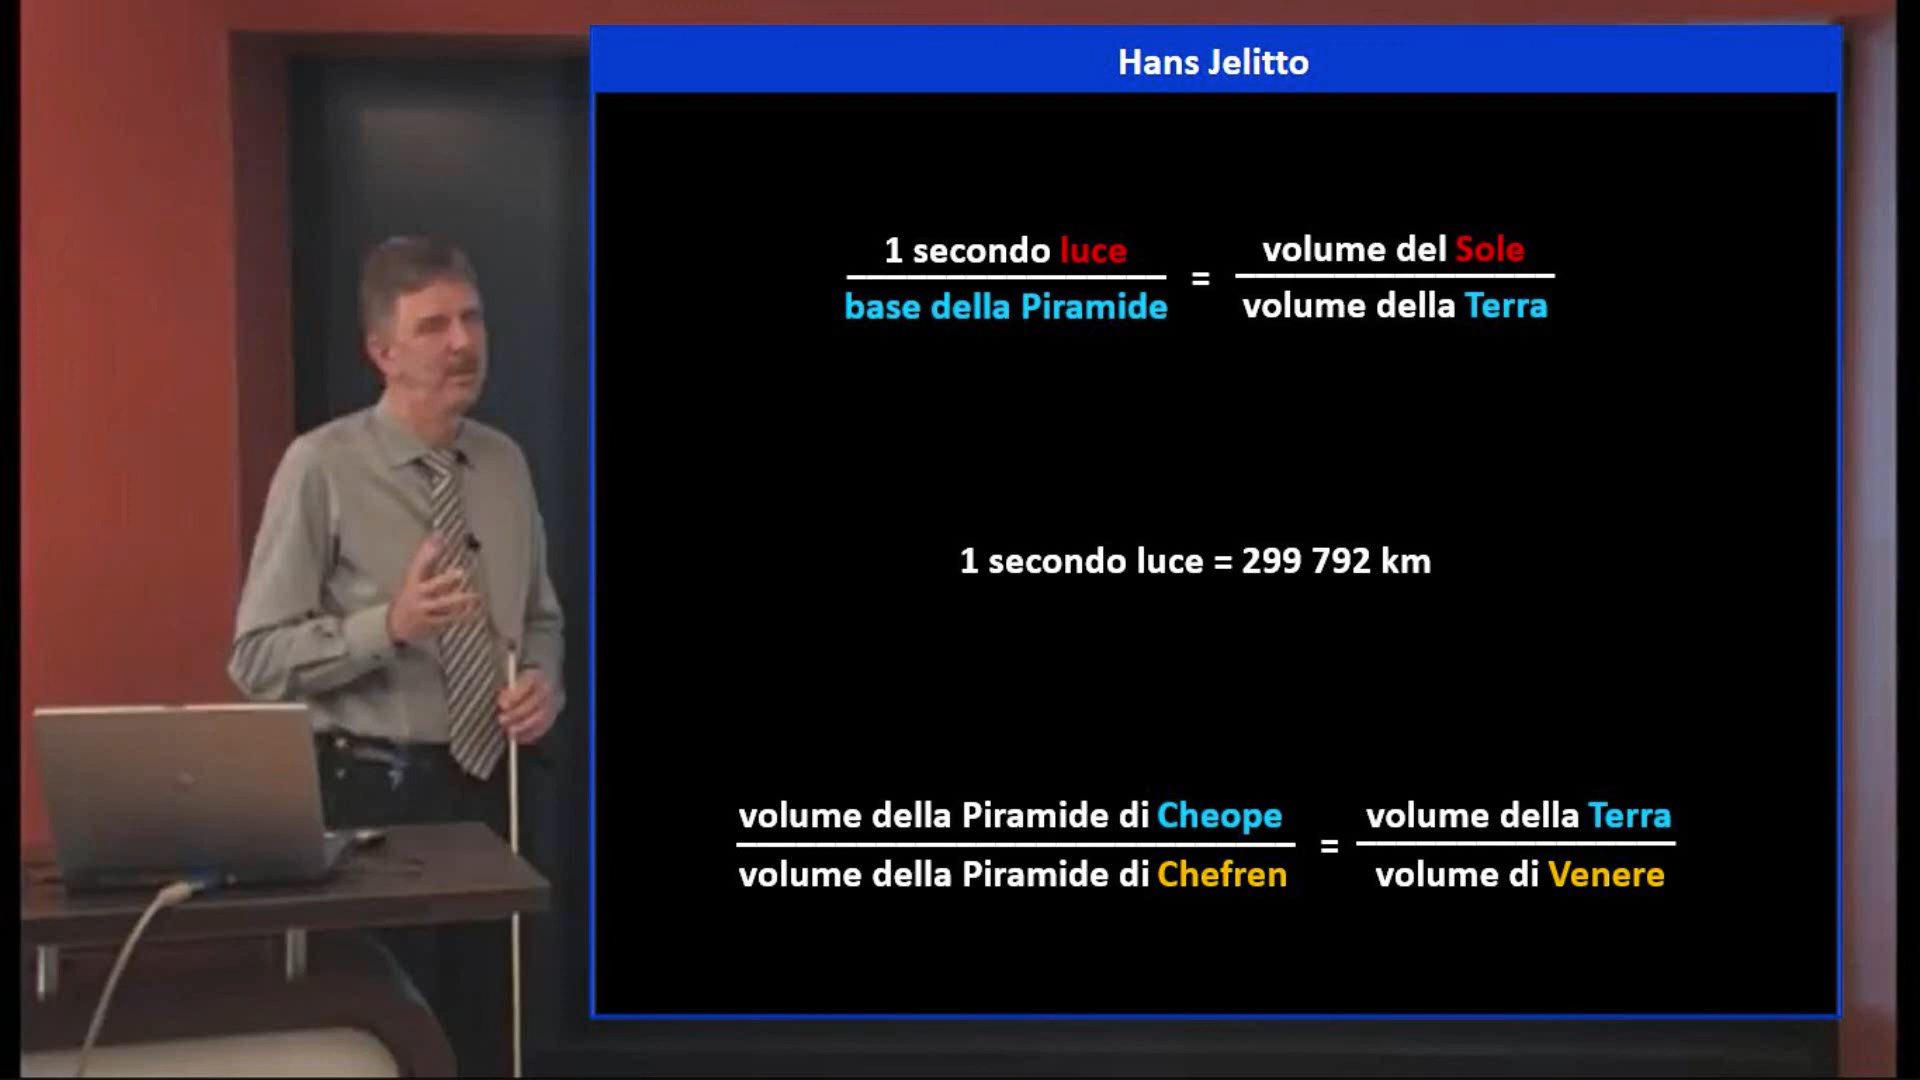 Hans Jelitto
1 secondo luce
base della Piramide
=
volume del Sole
volume della Terra
1 secondo luce = 299 792 km
volume della Piramide di Cheope
volume della Piramide di Chefren
=
volume della Terra
volume di Venere